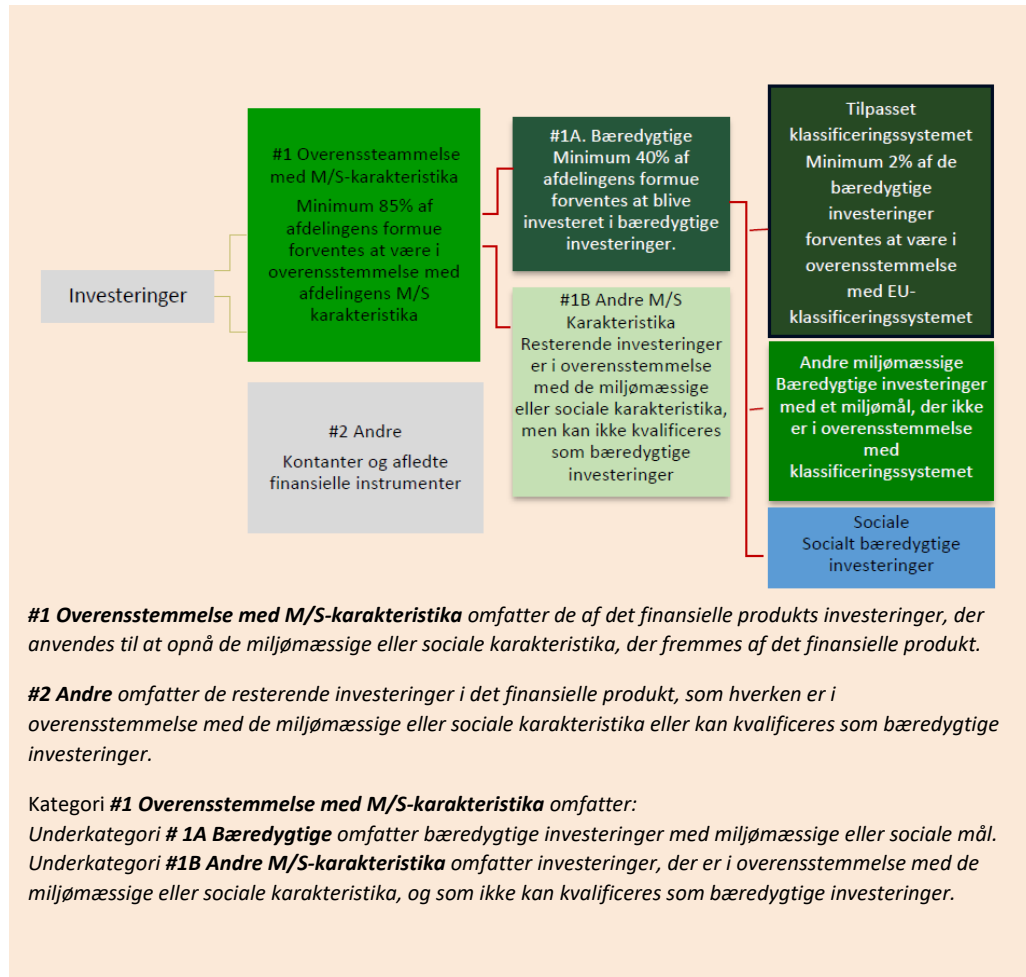 Investeringer
#1 Overenssteammelse
med M/S-karakteristika
Minimum 85% af
afdelingens formue
forventes at være i
overensstemmelse med
afdelingens M/S
karakteristika
#2 Andre
Kontanter og afledte
finansielle instrumenter
#1A. Bæredygtige
Minimum 40% af
afdelingens formue
forventes at blive
investeret i bæredygtige
investeringer.
#1B Andre M/S
Karakteristika
Resterende investeringer
er i overensstemmelse
med de miljømæssige
eller sociale karakteristika,
men kan ikke kvalificeres
som bæredygtige
investeringer
Tilpasset
klassificeringssystemet
Minimum 2% af de
bæredygtige
investeringer
forventes at være i
overensstemmelse
med EU-
klassificeringssystemet
Andre miljømæssige
Bæredygtige investeringer
med et miljømål, der ikke
er i overensstemmelse
med
klassificeringssystemet
Sociale
Socialt bæredygtige
investeringer
#1 Overensstemmelse med M/S-karakteristika omfatter de af det finansielle produkts investeringer, der
anvendes til at opnå de miljømæssige eller sociale karakteristika, der fremmes af det finansielle produkt.
#2 Andre omfatter de resterende investeringer i det finansielle produkt, som hverken er i
overensstemmelse med de miljømæssige eller sociale karakteristika eller kan kvalificeres som bæredygtige
investeringer.
Kategori #1 Overensstemmelse med M/S-karakteristika omfatter:
Underkategori # 1A Bæredygtige omfatter bæredygtige investeringer med miljømæssige eller sociale mål.
Underkategori #1B Andre M/S-karakteristika omfatter investeringer, der er i overensstemmelse med de
miljømæssige eller sociale karakteristika, og som ikke kan kvalificeres som bæredygtige investeringer.